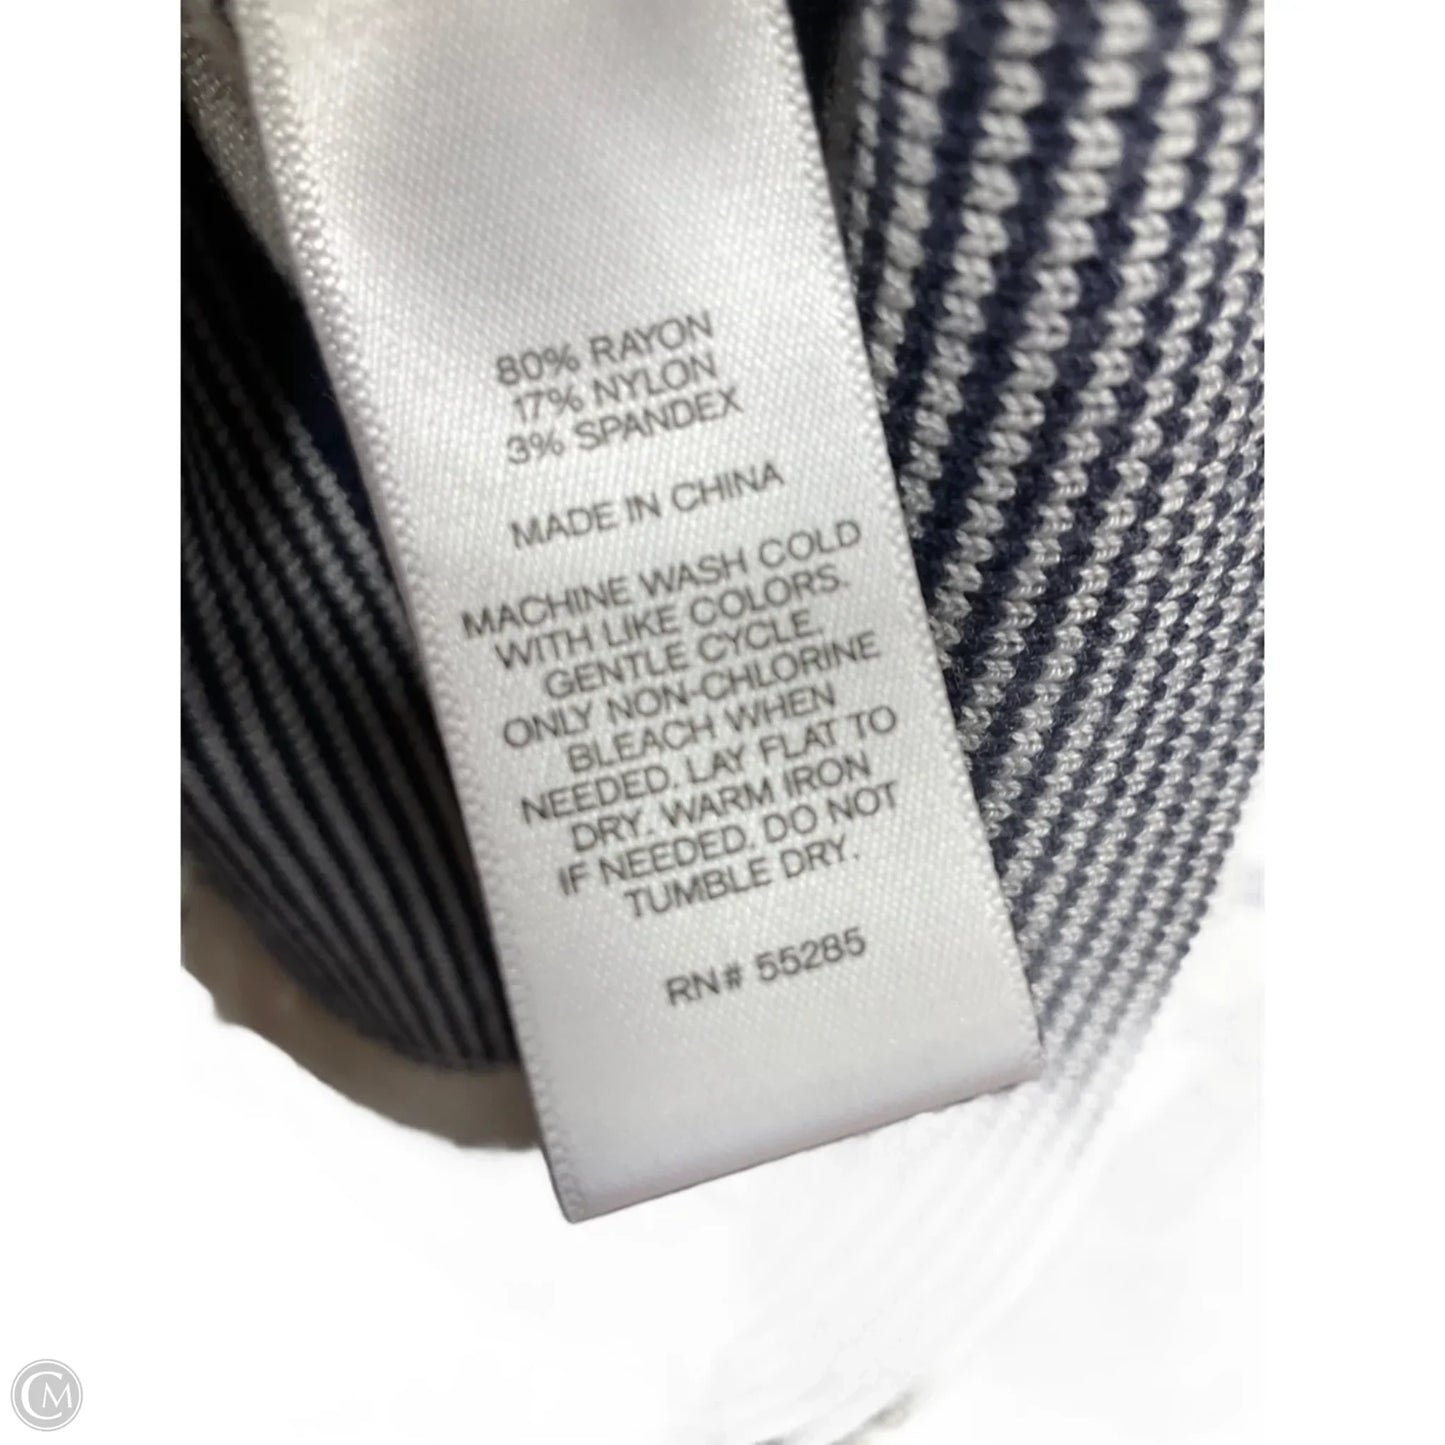 80% RAYON
17% NYLON
3% SPANDEX
MADE IN CHINA
MACHINE WASH COLD
WITH LIKE COLORS.
GENTLE CYCLE.
ONLY NON-CHLORINE
BLEACH WHEN
NEEDED. LAY FLAT TO
DRY. WARM IRON
IF NEEDED. DO NOT
TUMBLE DRY.
RN# 55285
CM